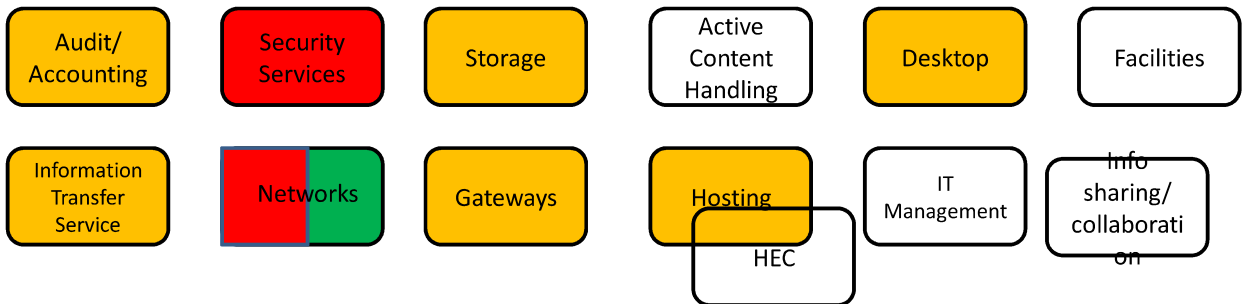 Audit/
Accounting
Security
Services
Storage
Active
Content
Handling
Desktop
Facilities
Information
Transfer
Service
Networks
Gateways
Hosting
HEC
IT
Management
Info
sharing/
collaborati
on